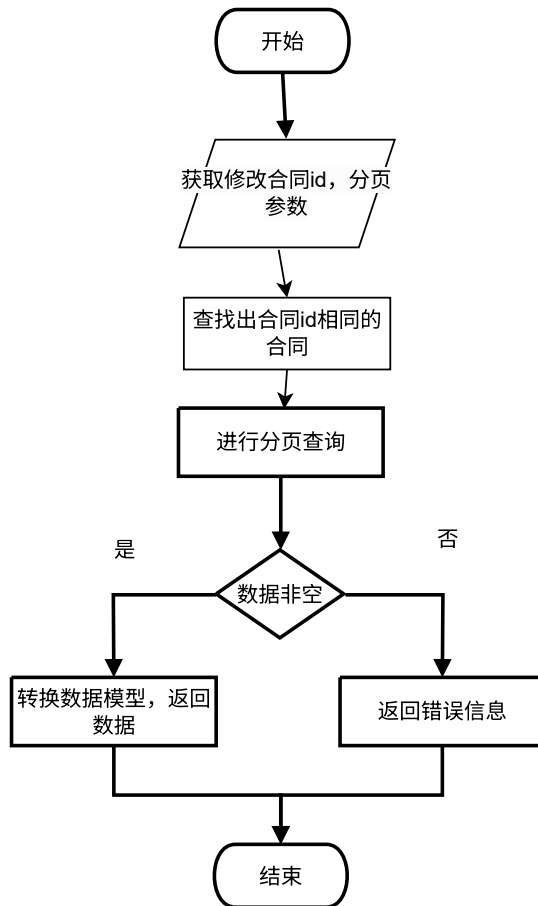 开始
获取修改合同id，分页
参数
查找出合同id相同的
合同
进行分页查询
是
否
数据非空
转换数据模型，返回
数据
返回错误信息
结束